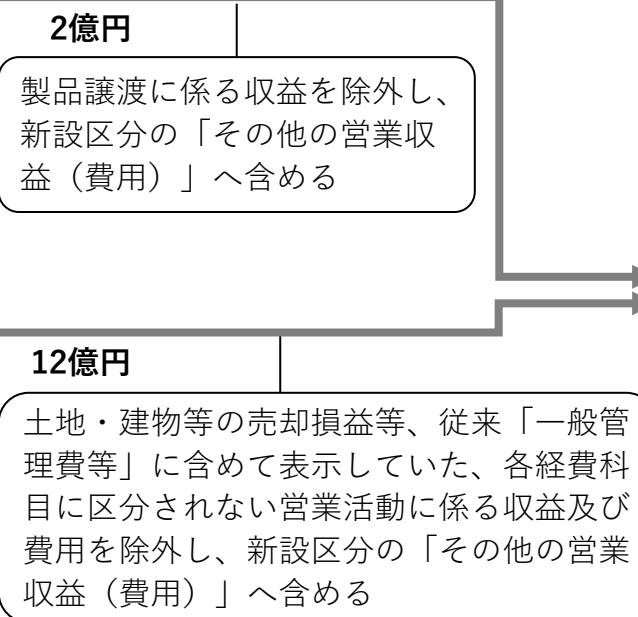 2億円
製品譲渡に係る収益を除外し、
新設区分の「その他の営業収
益（費用）」へ含める
12億円
土地・建物等の売却損益等、従来「一般管
理費等」に含めて表示していた、各経費科
目に区分されない営業活動に係る収益及び
費用を除外し、新設区分の「その他の営業
収益（費用）」へ含める